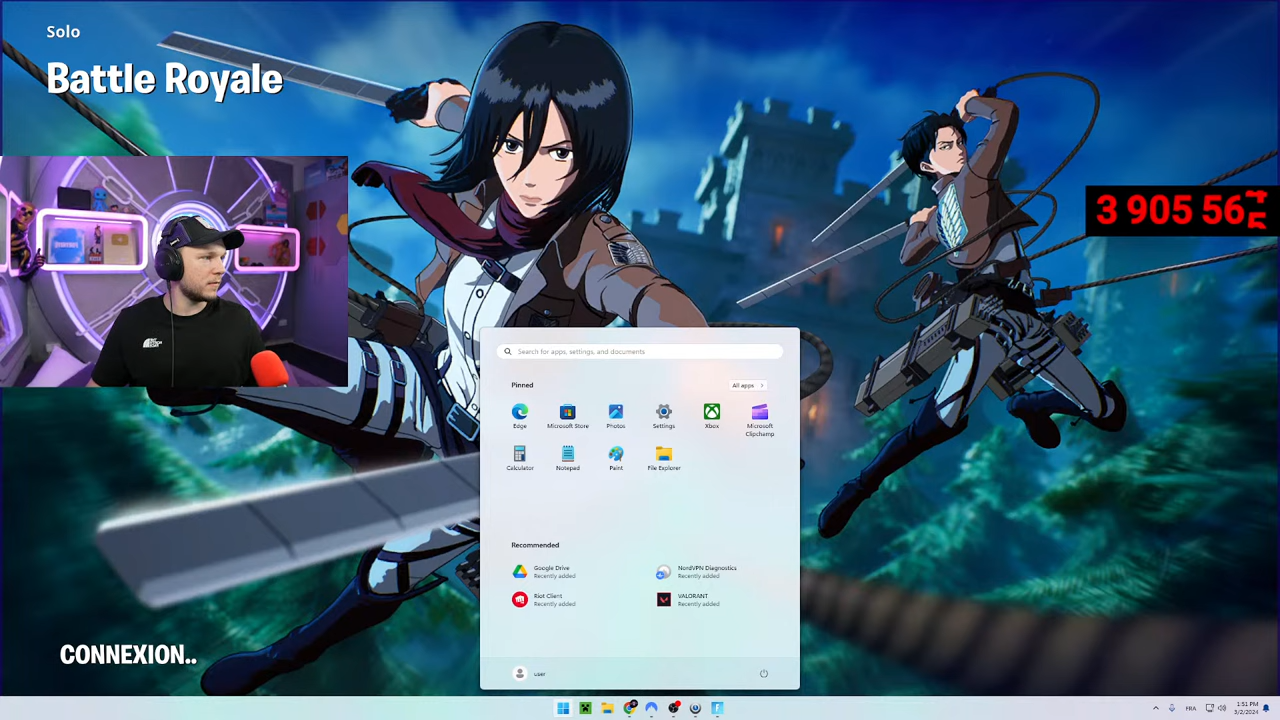 Solo
Battle Royale
3 905 56
Search for apps, settings, and documents
Pinned
All apps
Edge
Microsoft Store
Photos
Settings
Xbox
Microsoft Clipchamp
Calculator
Notepad
Paint
File Explorer
Recommended
Google Drive
Recently added
NordVPN Diagnostics
Recently added
Riot Client
Recently added
VALORANT
Recently added
CONNEXION..
user
FRA
1:51 PM
3/2/2024